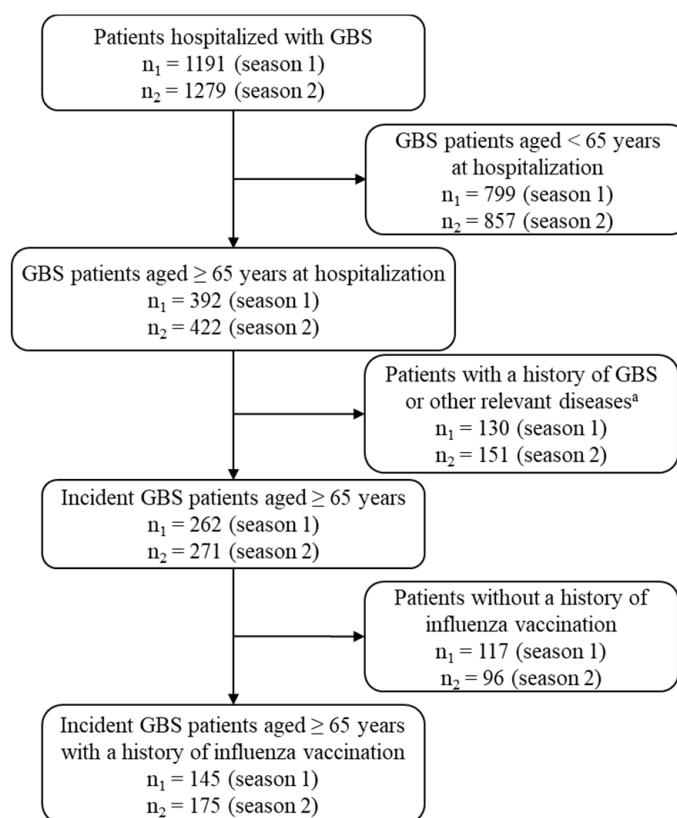 Patients hospitalized with GBS
n₁ = 1191 (season 1)
n₂ = 1279 (season 2)
GBS patients aged < 65 years
at hospitalization
n₁ = 799 (season 1)
n₂ = 857 (season 2)
GBS patients aged ≥ 65 years at hospitalization
n₁ = 392 (season 1)
n₂ = 422 (season 2)
Patients with a history of GBS
or other relevant diseasesᵃ
n₁ = 130 (season 1)
n₂ = 151 (season 2)
Incident GBS patients aged ≥ 65 years
n₁ = 262 (season 1)
n₂ = 271 (season 2)
Patients without a history of
influenza vaccination
n₁ = 117 (season 1)
n₂ = 96 (season 2)
Incident GBS patients aged ≥ 65 years
with a history of influenza vaccination
n₁ = 145 (season 1)
n₂ = 175 (season 2)